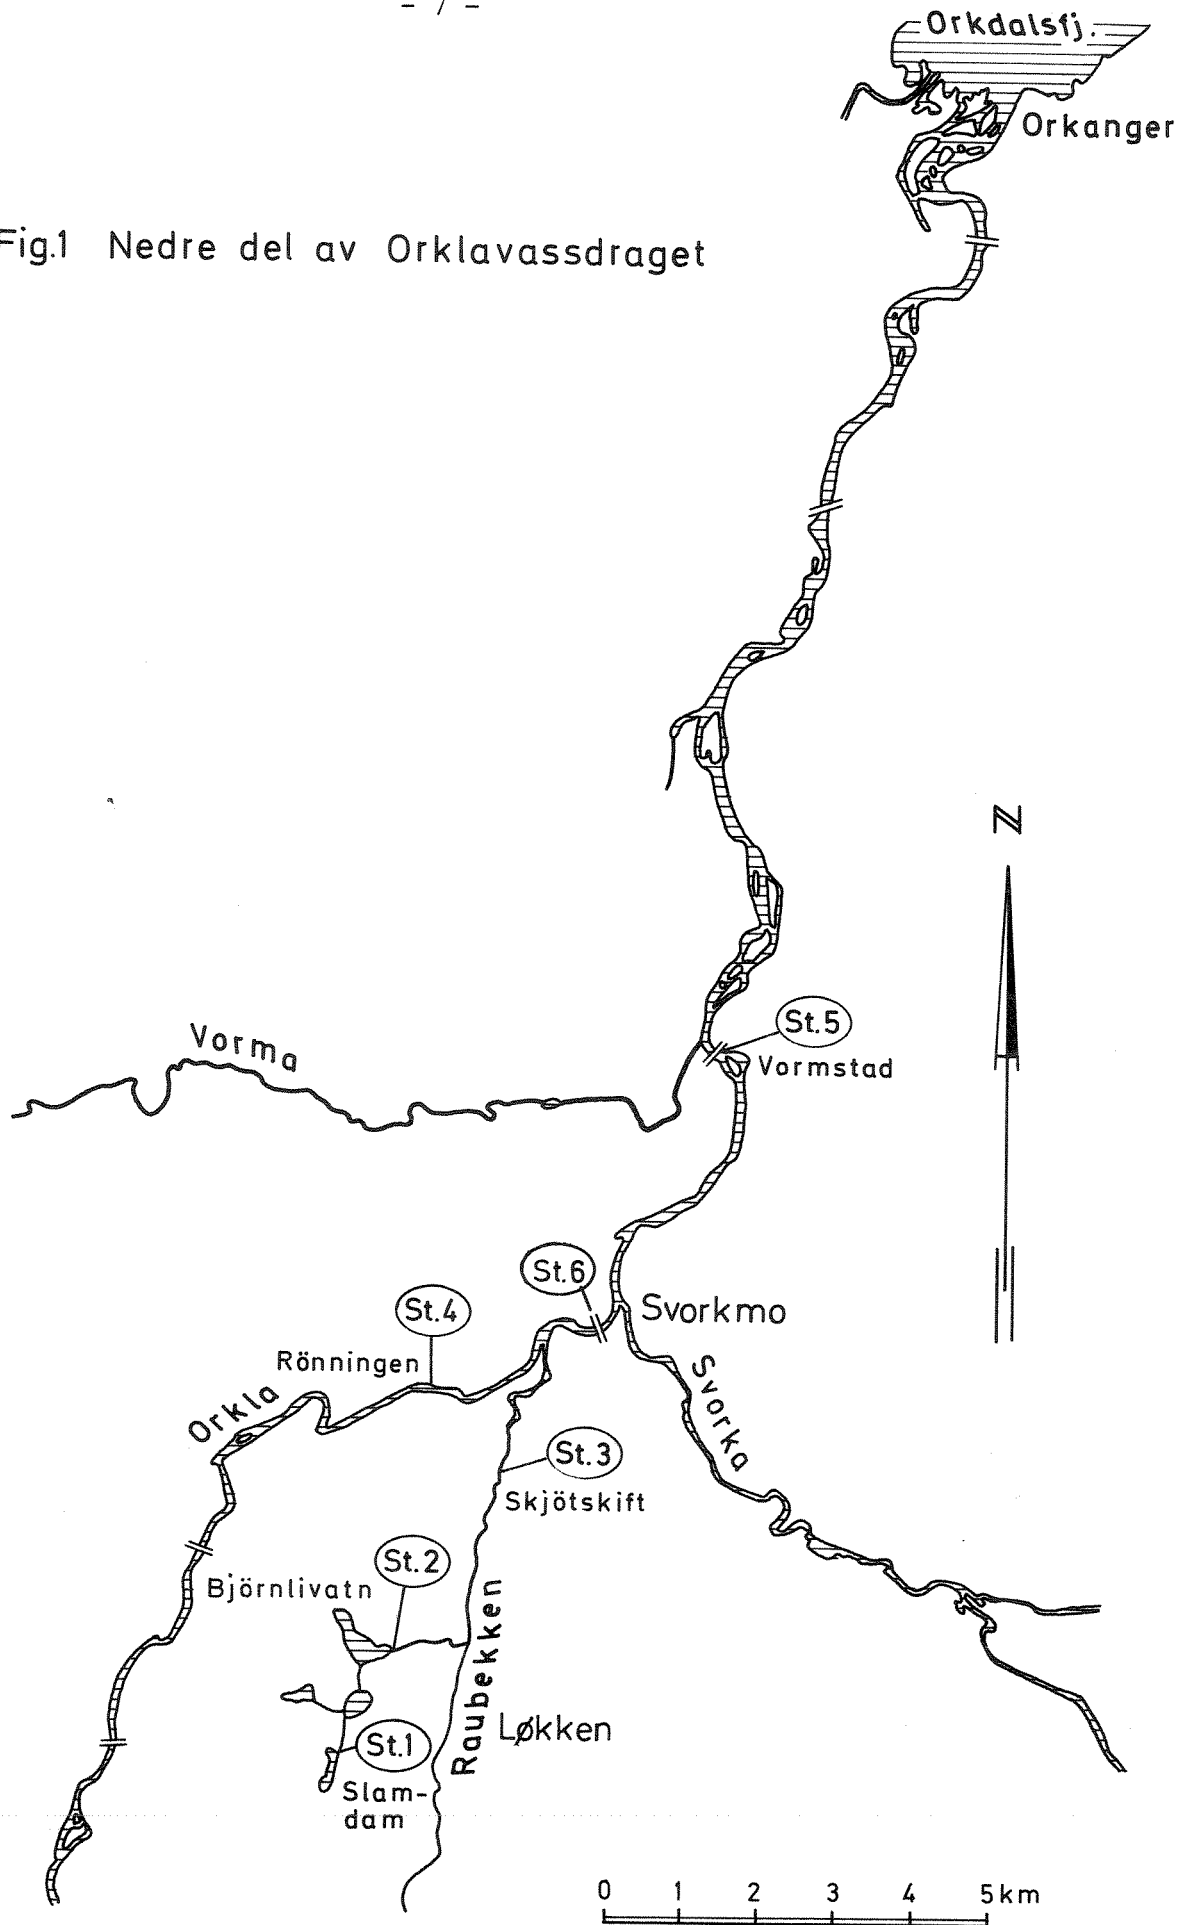 - 7 -
Orkdalsfj.
Orkanger
Fig.1 Nedre del av Orklavassdraget
N
Vorma
St.5
Vormstad
St.6
Svorkmo
St.4
Rönningen
Orkla
Svorka
St.3
Skjötskift
St.2
Björnlivatn
Raubekken
Løkken
St.1
Slam-
dam
0 1 2 3 4 5 km